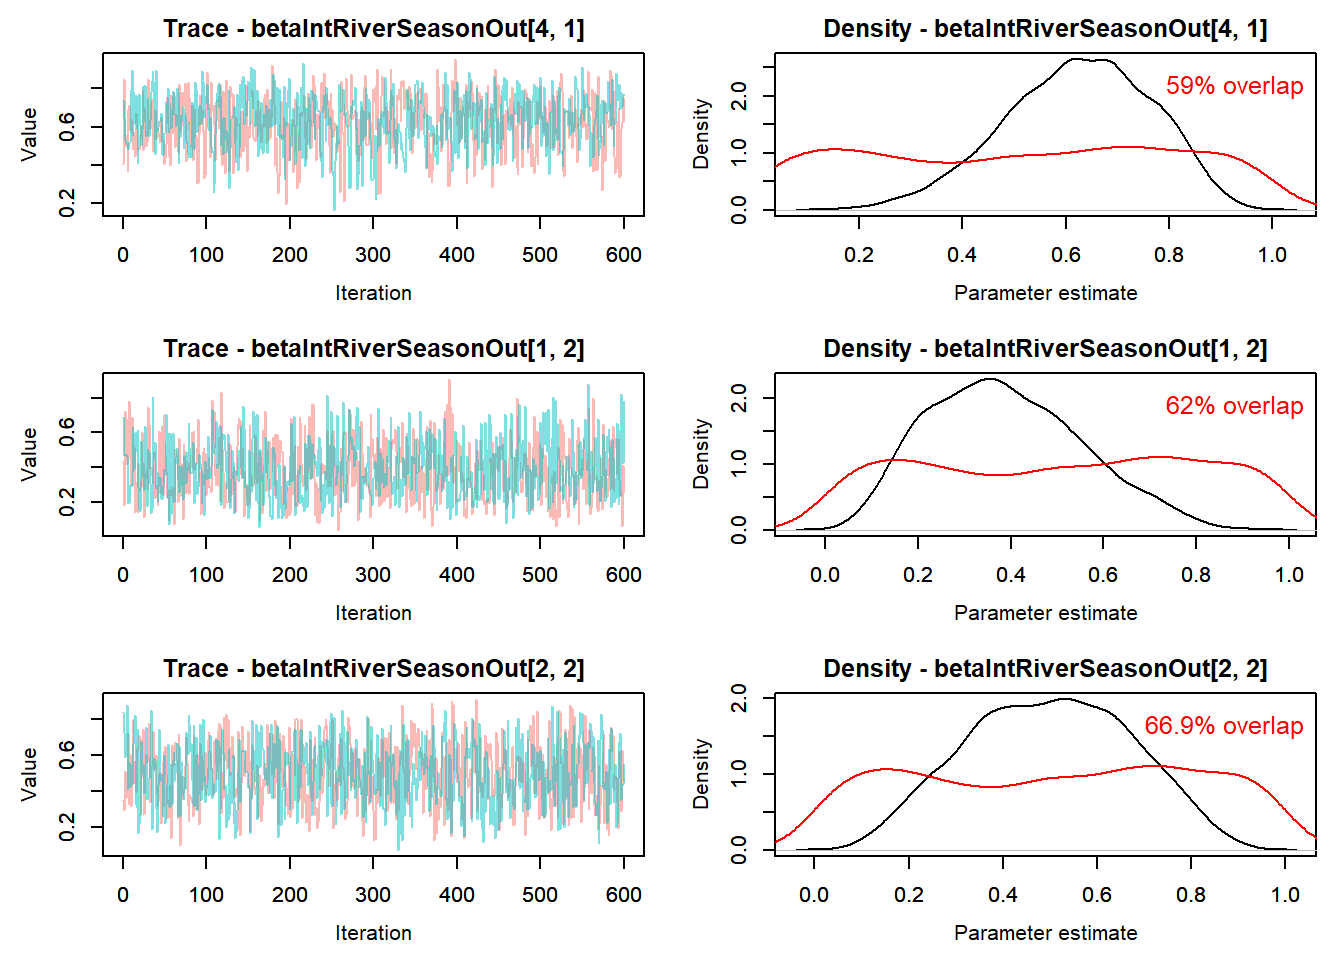 Trace - betaIntRiverSeasonOut[4, 1]
Value
0.2
0.6
0 100 200 300 400 500 600
Iteration
Density - betaIntRiverSeasonOut[4, 1]
59% overlap
Density
0.0
1.0
2.0
0.2 0.4 0.6 0.8 1.0
Parameter estimate
Trace - betaIntRiverSeasonOut[1, 2]
Value
0.2
0.6
0 100 200 300 400 500 600
Iteration
Density - betaIntRiverSeasonOut[1, 2]
62% overlap
Density
0.0
1.0
2.0
0.0 0.2 0.4 0.6 0.8 1.0
Parameter estimate
Trace - betaIntRiverSeasonOut[2, 2]
Value
0.2
0.6
0 100 200 300 400 500 600
Iteration
Density - betaIntRiverSeasonOut[2, 2]
66.9% overlap
Density
0.0
1.0
2.0
0.0 0.2 0.4 0.6 0.8 1.0
Parameter estimate